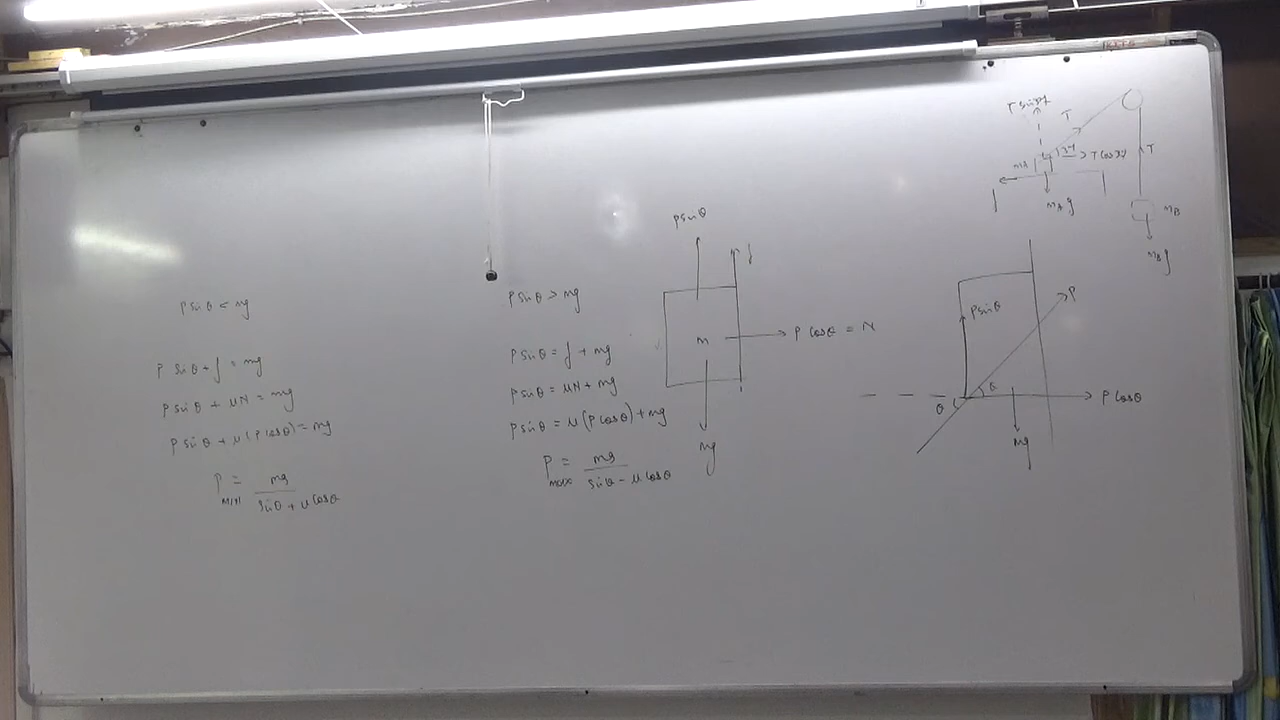 P sin θ < mg
P sin θ + f = mg
P sin θ + μN = mg
P sin θ + μ(P cos θ) = mg
P = mg
min sin θ + μ cos θ
P sin θ > mg
P sin θ = f + mg
P sin θ = μN + mg
P sin θ = μ(P cos θ) + mg
P = mg
max sin θ - μ cos θ
P sin θ
f
m
P cos θ = N
mg
P sin θ
P
θ
θ
P cos θ
mg
T
T
m_A g
m_B
m_B g